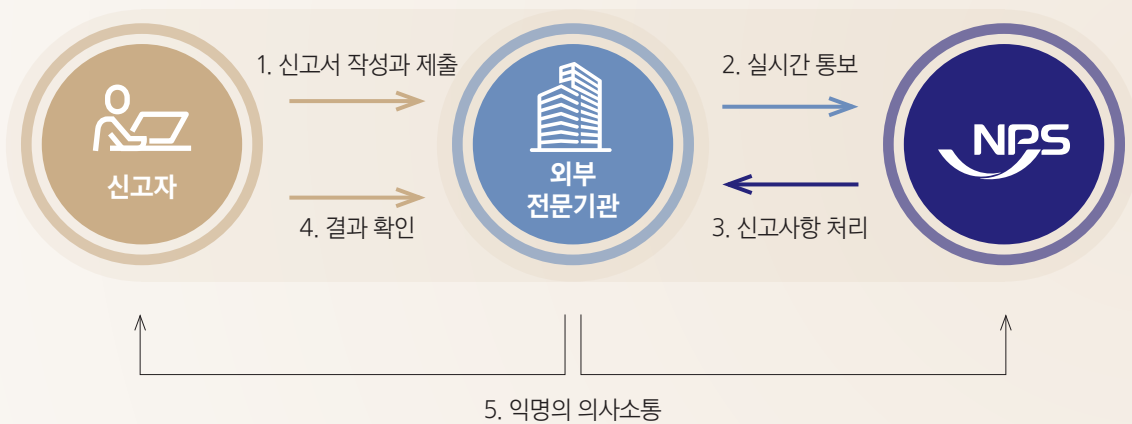 1. 신고서 작성과 제출
2. 실시간 통보
신고자
외부
전문기관
NPS
4. 결과 확인
3. 신고사항 처리
5. 익명의 의사소통